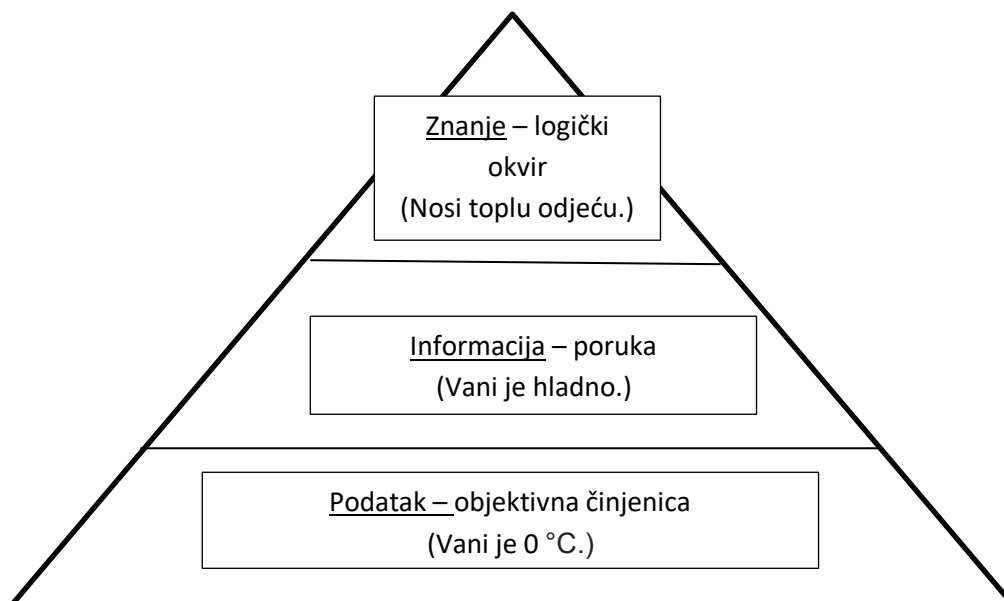 Znanje – logički
okvir
(Nosi toplu odjeću.)
Informacija – poruka
(Vani je hladno.)
Podatak – objektivna činjenica
(Vani je 0 °C.)